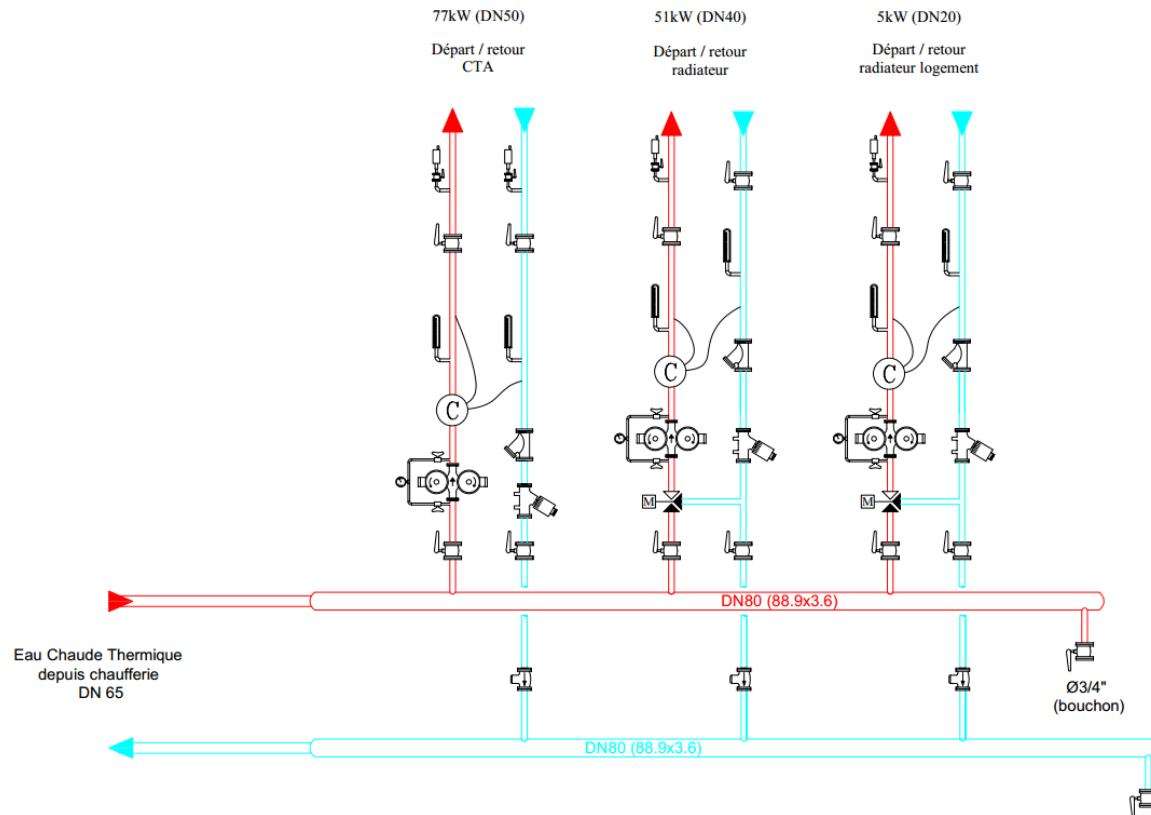 77kW (DN50)
51kW (DN40)
5kW (DN20)
Départ / retour
CTA
Départ / retour
radiateur
Départ / retour
radiateur logement
C
C
C
M
M
DN80 (88.9x3.6)
Eau Chaude Thermique
depuis chaufferie
DN 65
Ø3/4"
(bouchon)
DN80 (88.9x3.6)